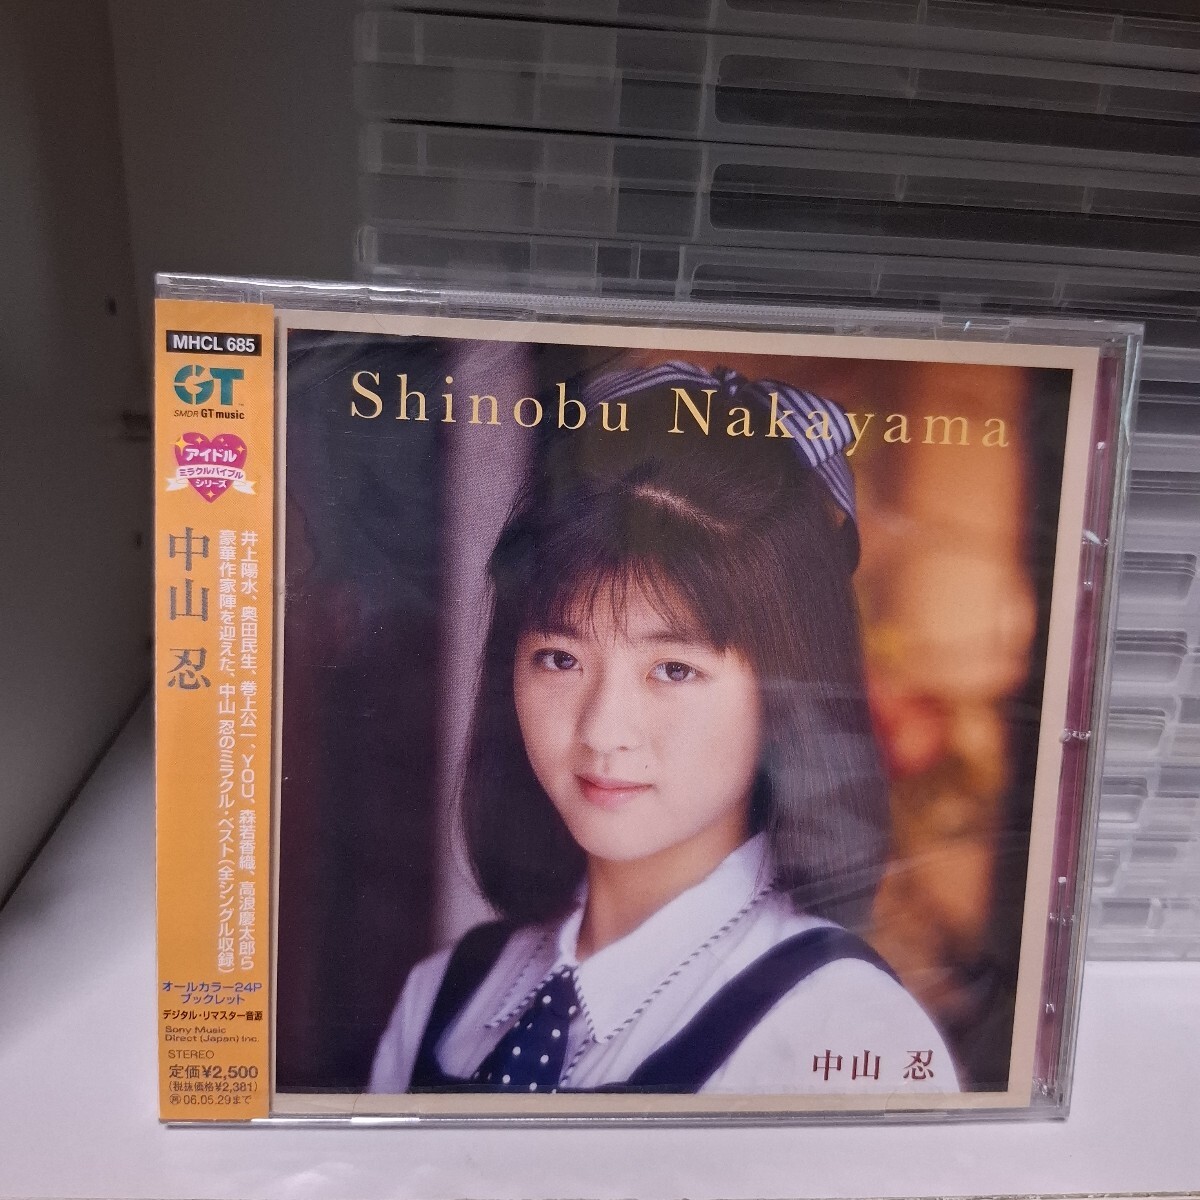 MHCL 685
GT
SMDR GT music
アイドル
ミラクルバイブル
シリーズ
中山 忍
井上陽水、奥田民生、巻上公一、YOU、森若香織、高浪慶太郎ら
豪華作家陣を迎えた、中山 忍のミラクル・ベスト(全シングル収録)
オールカラー24P
ブックレット
デジタル・リマスター音源
Sony Music
Direct (Japan) Inc.
STEREO
定価¥2,500
(税抜価格¥2,381)
06.05.29まで
Shinobu Nakayama
中山 忍